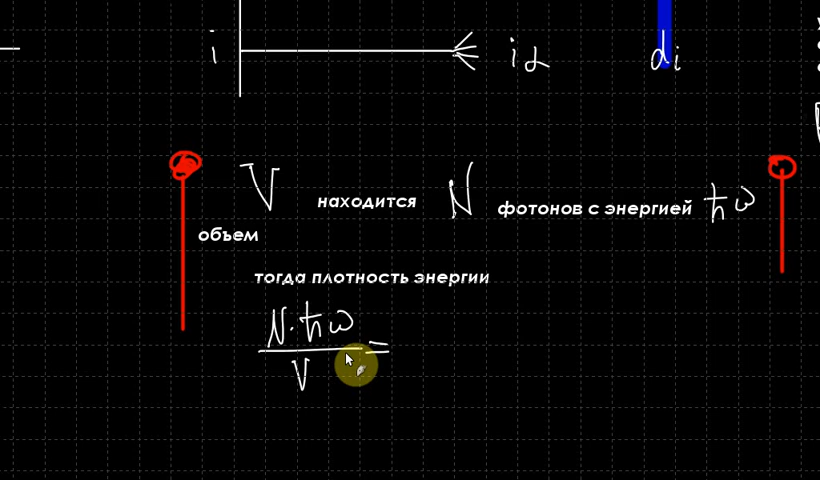 i iα di
V находится N фотонов с энергией ħω
объем
тогда плотность энергии
N·ħω
V =